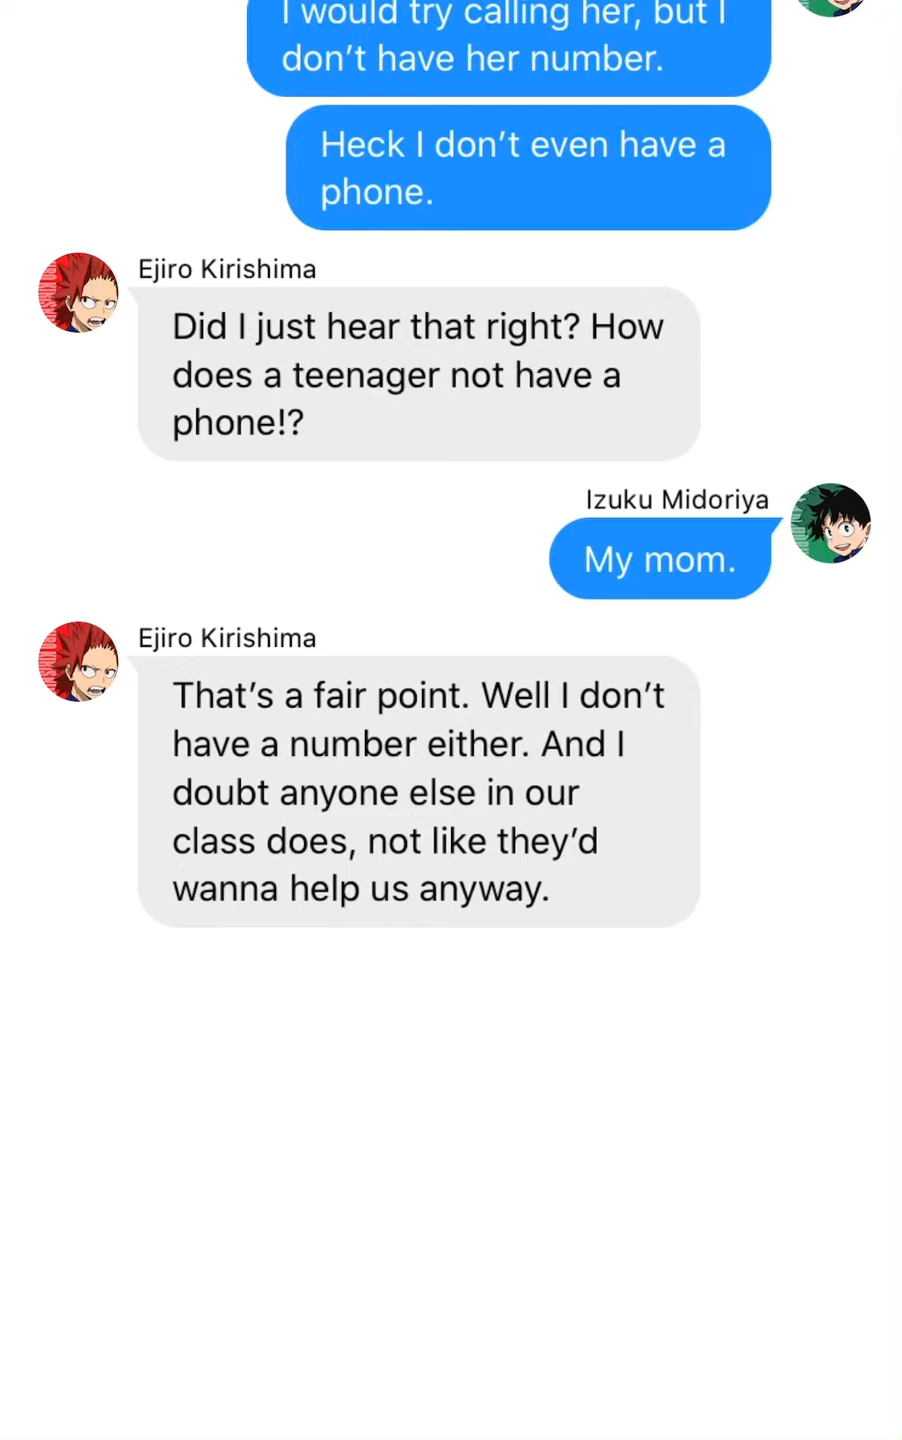 I would try calling her, but I
don’t have her number.
Heck I don’t even have a
phone.
Ejiro Kirishima
Did I just hear that right? How
does a teenager not have a
phone!?
Izuku Midoriya
My mom.
Ejiro Kirishima
That’s a fair point. Well I don’t
have a number either. And I
doubt anyone else in our
class does, not like they’d
wanna help us anyway.